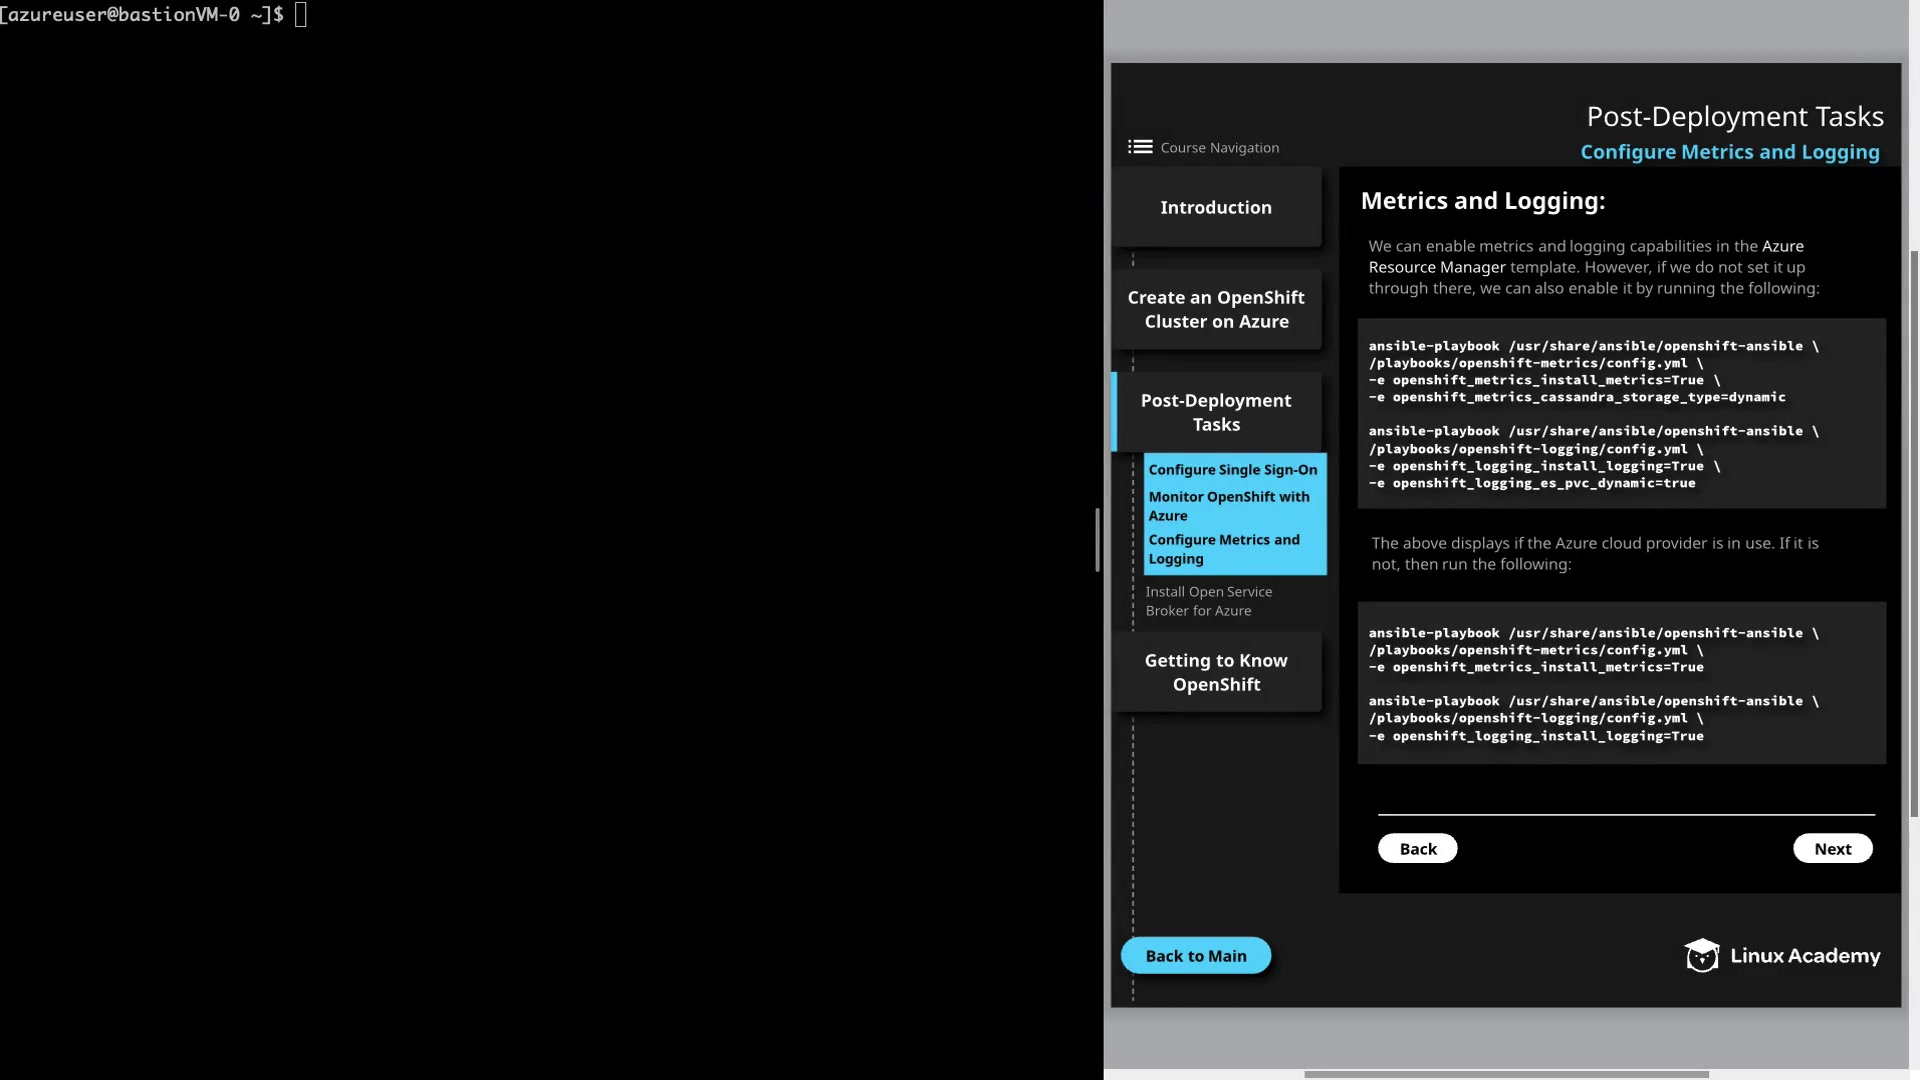 [azureuser@bastionVM-0 ~]$
Post-Deployment Tasks
Course Navigation
Configure Metrics and Logging
Introduction
Create an OpenShift
Cluster on Azure
Post-Deployment
Tasks
Configure Single Sign-On
Monitor OpenShift with
Azure
Configure Metrics and
Logging
Install Open Service
Broker for Azure
Getting to Know
OpenShift
Back to Main
Metrics and Logging:
We can enable metrics and logging capabilities in the Azure
Resource Manager template. However, if we do not set it up
through there, we can also enable it by running the following:
ansible-playbook /usr/share/ansible/openshift-ansible \
/playbooks/openshift-metrics/config.yml \
-e openshift_metrics_install_metrics=True \
-e openshift_metrics_cassandra_storage_type=dynamic
ansible-playbook /usr/share/ansible/openshift-ansible \
/playbooks/openshift-logging/config.yml \
-e openshift_logging_install_logging=True \
-e openshift_logging_es_pvc_dynamic=true
The above displays if the Azure cloud provider is in use. If it is
not, then run the following:
ansible-playbook /usr/share/ansible/openshift-ansible \
/playbooks/openshift-metrics/config.yml \
-e openshift_metrics_install_metrics=True
ansible-playbook /usr/share/ansible/openshift-ansible \
/playbooks/openshift-logging/config.yml \
-e openshift_logging_install_logging=True
Back
Next
Linux Academy